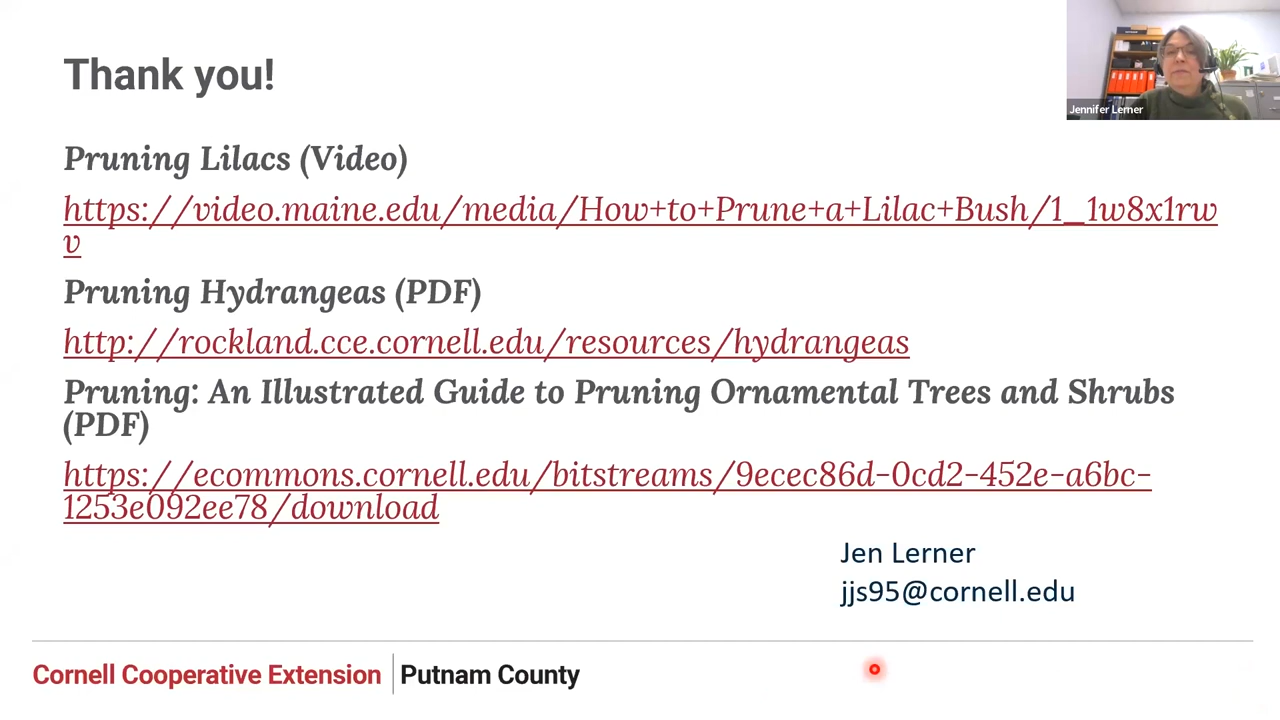 Thank you!
Jennifer Lerner
Pruning Lilacs (Video)
https://video.maine.edu/media/How+to+Prune+a+Lilac+Bush/1_1w8x1rw
v
Pruning Hydrangeas (PDF)
http://rockland.cce.cornell.edu/resources/hydrangeas
Pruning: An Illustrated Guide to Pruning Ornamental Trees and Shrubs
(PDF)
https://ecommons.cornell.edu/bitstreams/9ecec86d-0cd2-452e-a6bc-
1253e092ee78/download
Jen Lerner
jjs95@cornell.edu
Cornell Cooperative Extension | Putnam County